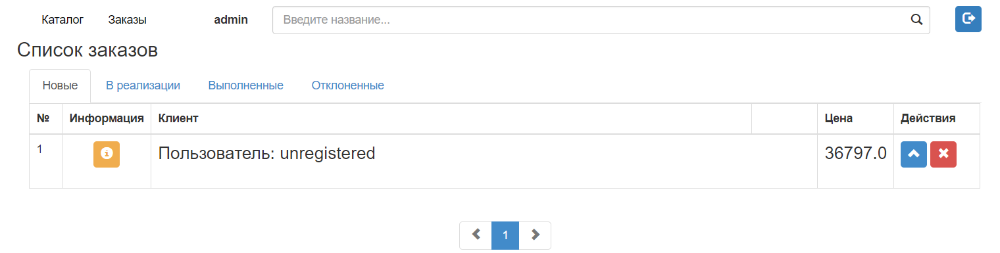 Каталог Заказы admin Введите название...
Список заказов
Новые В реализации Выполненные Отклоненные
№ Информация Клиент Цена Действия
1 Пользователь: unregistered 36797.0
1